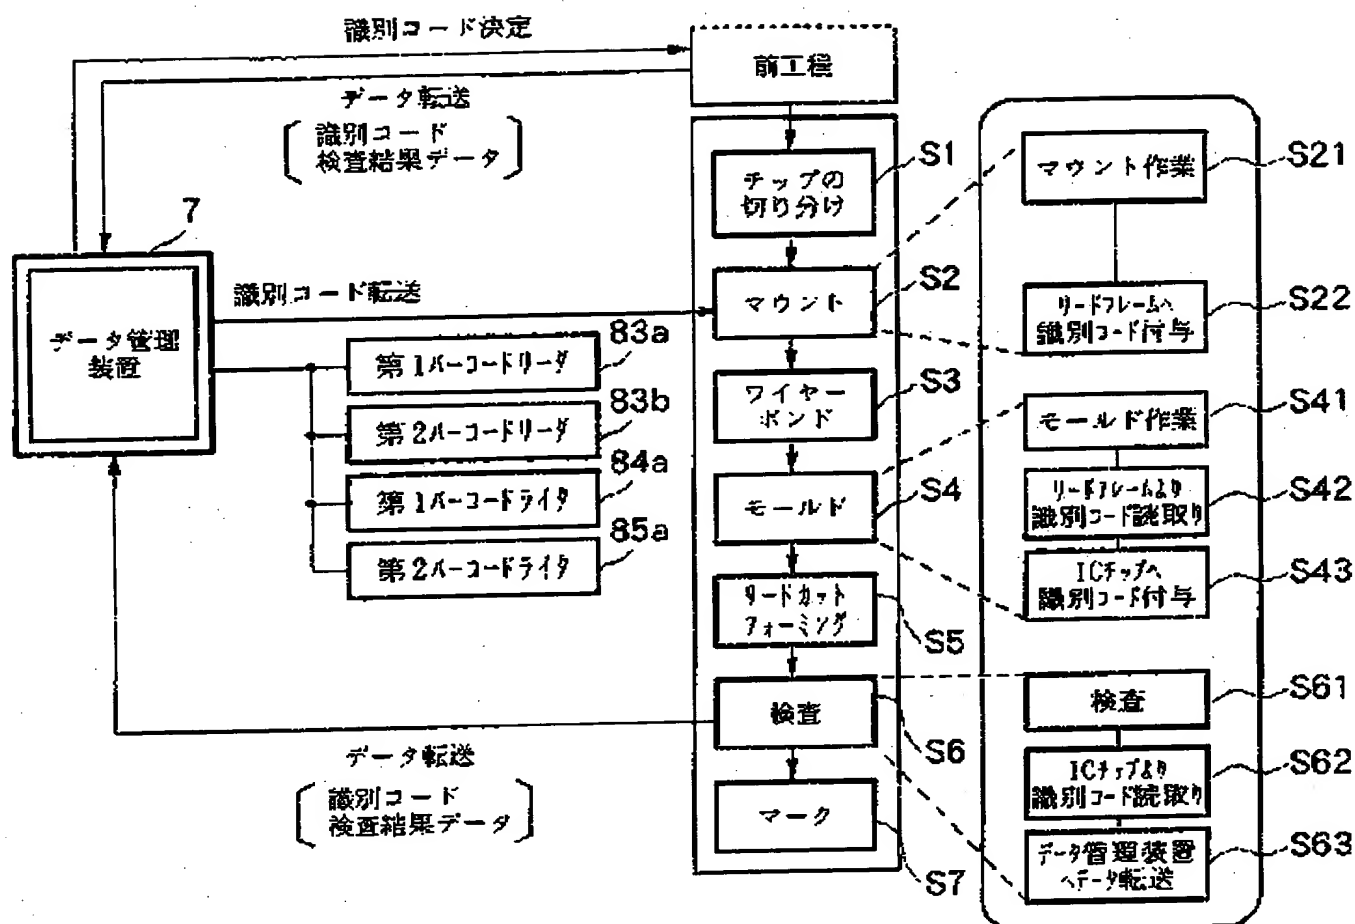 識別コード決定
前工程
データ転送
識別コード
検査結果データ
7
データ管理
装置
識別コード転送
第1バーコードリーダ
83a
第2バーコードリーダ
83b
第1バーコードライタ
84a
第2バーコードライタ
85a
データ転送
識別コード
検査結果データ
チップの
切り分け
S1
マウント
S2
ワイヤー
ボンド
S3
モールド
S4
リードカット
フォーミング
S5
検査
S6
マーク
S7
マウント作業
S21
リードフレームへ
識別コード付与
S22
モールド作業
S41
リードフレームより
識別コード読取り
S42
ICチップへ
識別コード付与
S43
検査
S61
ICチップより
識別コード読取り
S62
データ管理装置
へデータ転送
S63